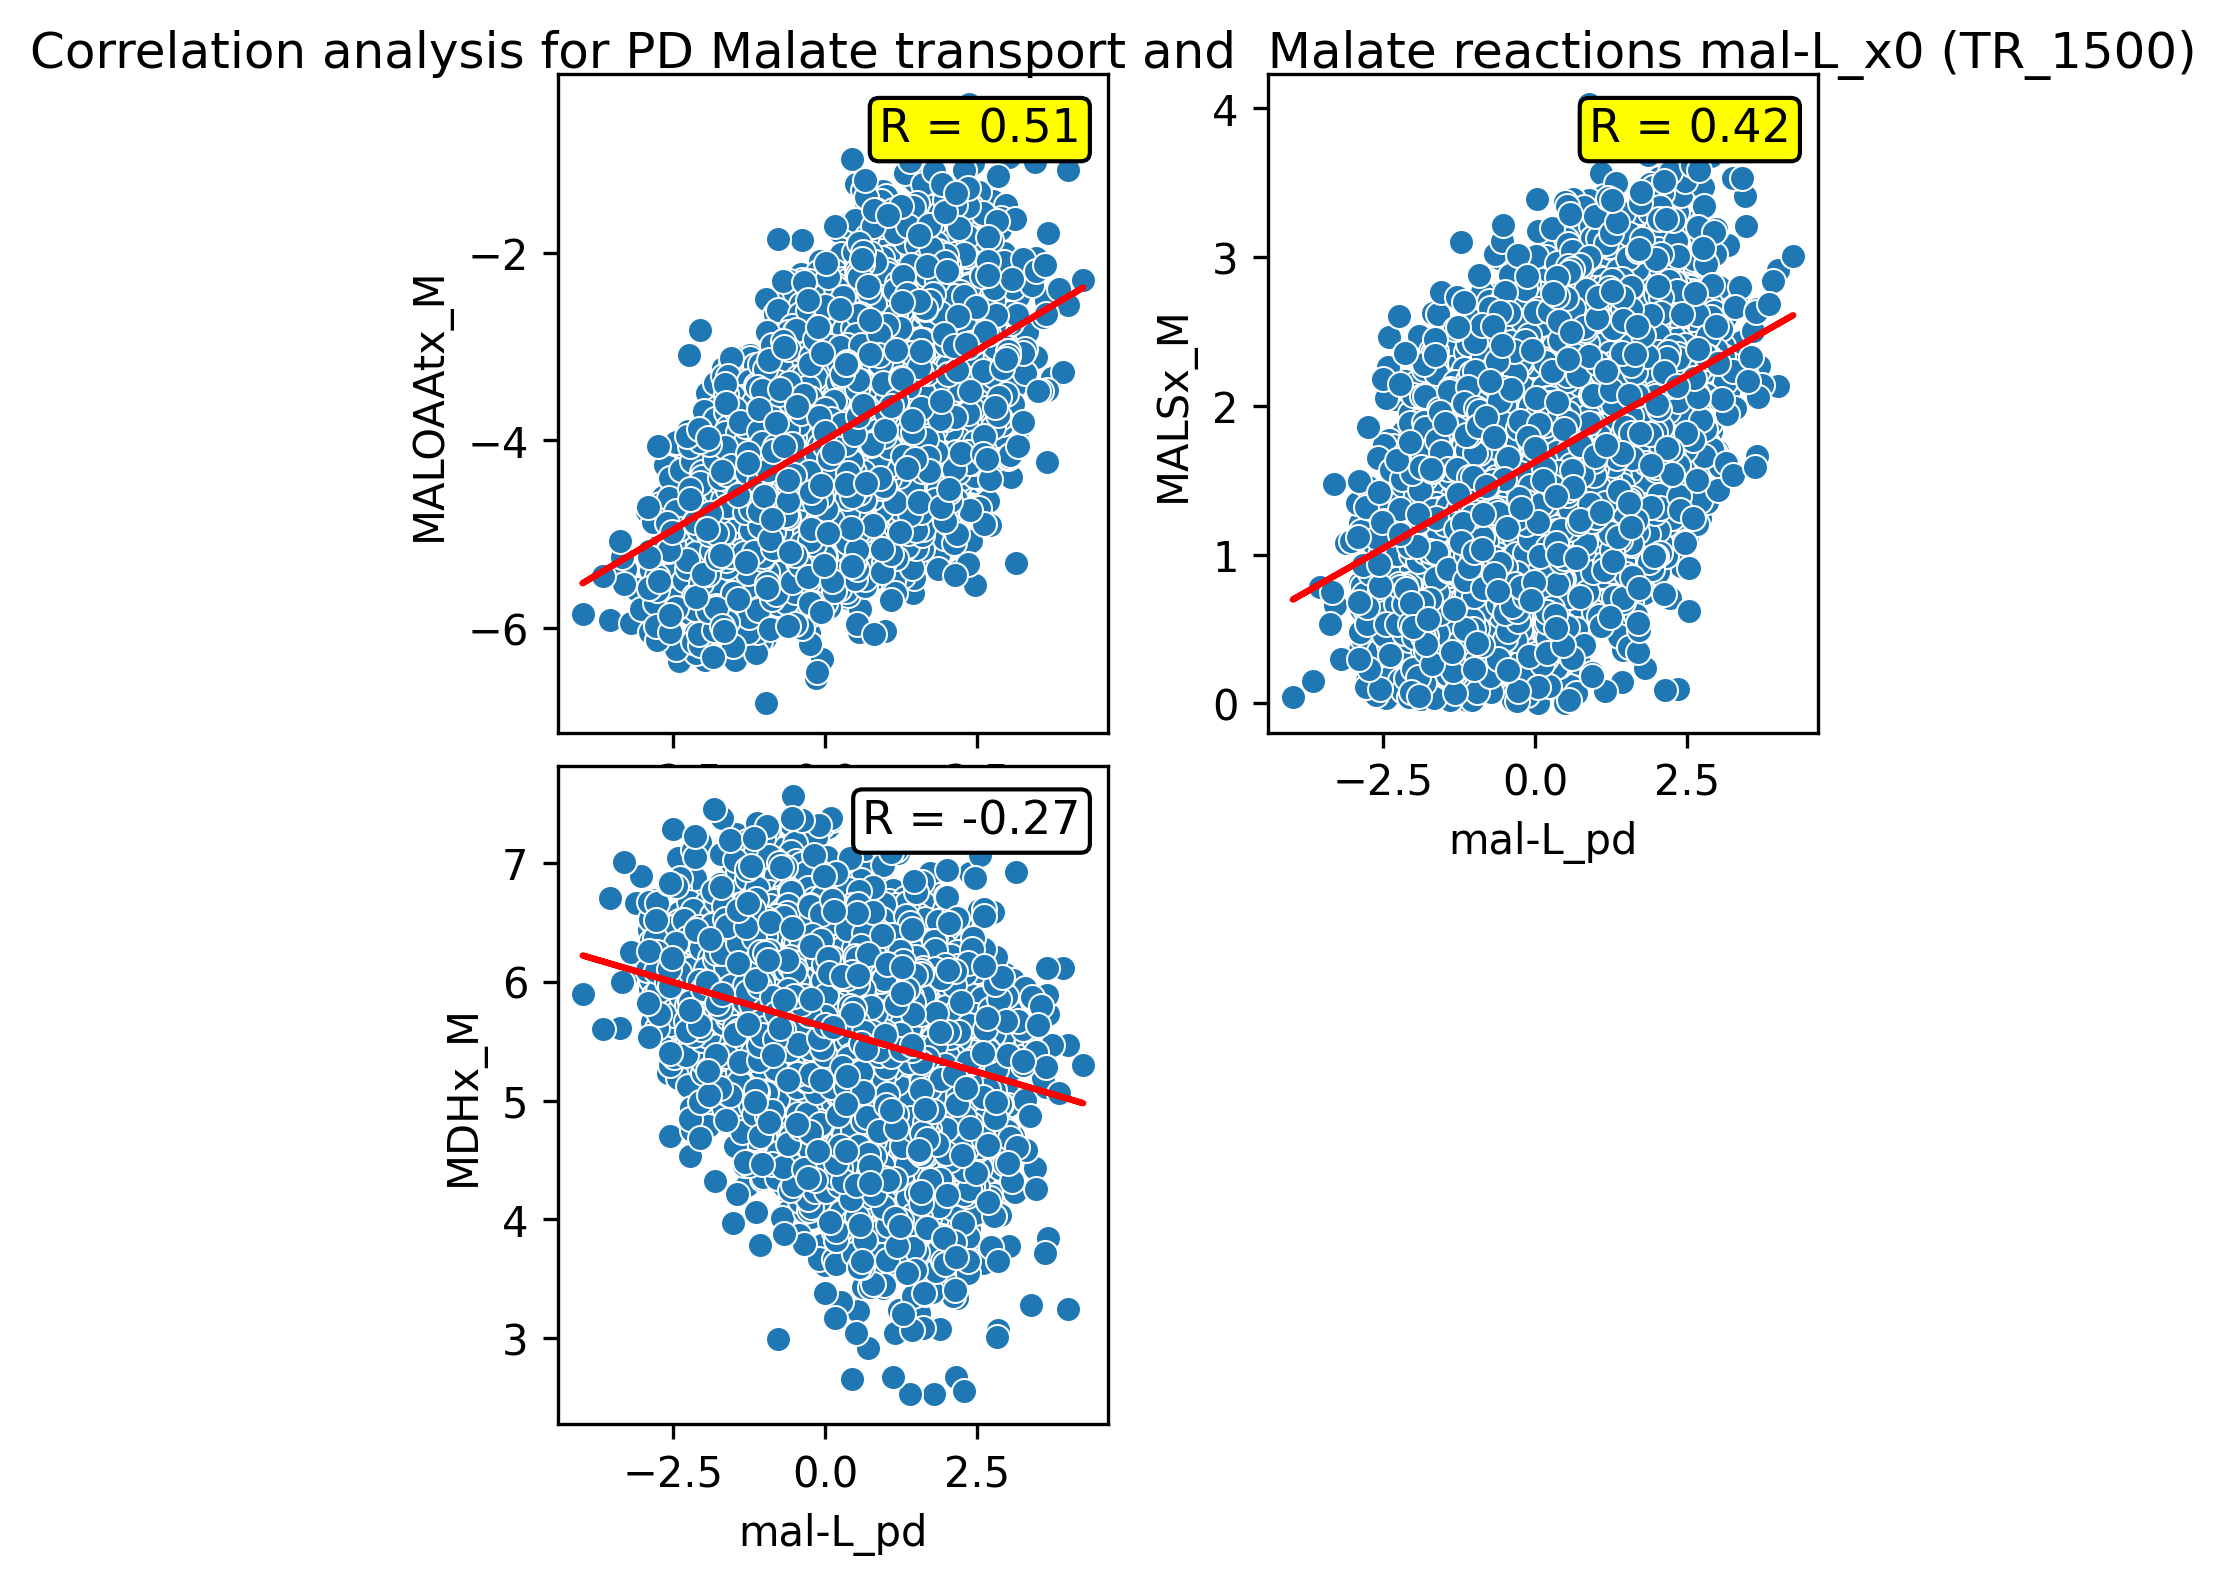 Correlation analysis for PD Malate transport and  Malate reactions mal-L_x0 (TR_1500)
R = 0.51
MALOAAtx_M
−2
−4
−6
R = 0.42
MALSx_M
4
3
2
1
0
−2.5 0.0 2.5
mal-L_pd
R = -0.27
MDHx_M
7
6
5
4
3
−2.5 0.0 2.5
mal-L_pd